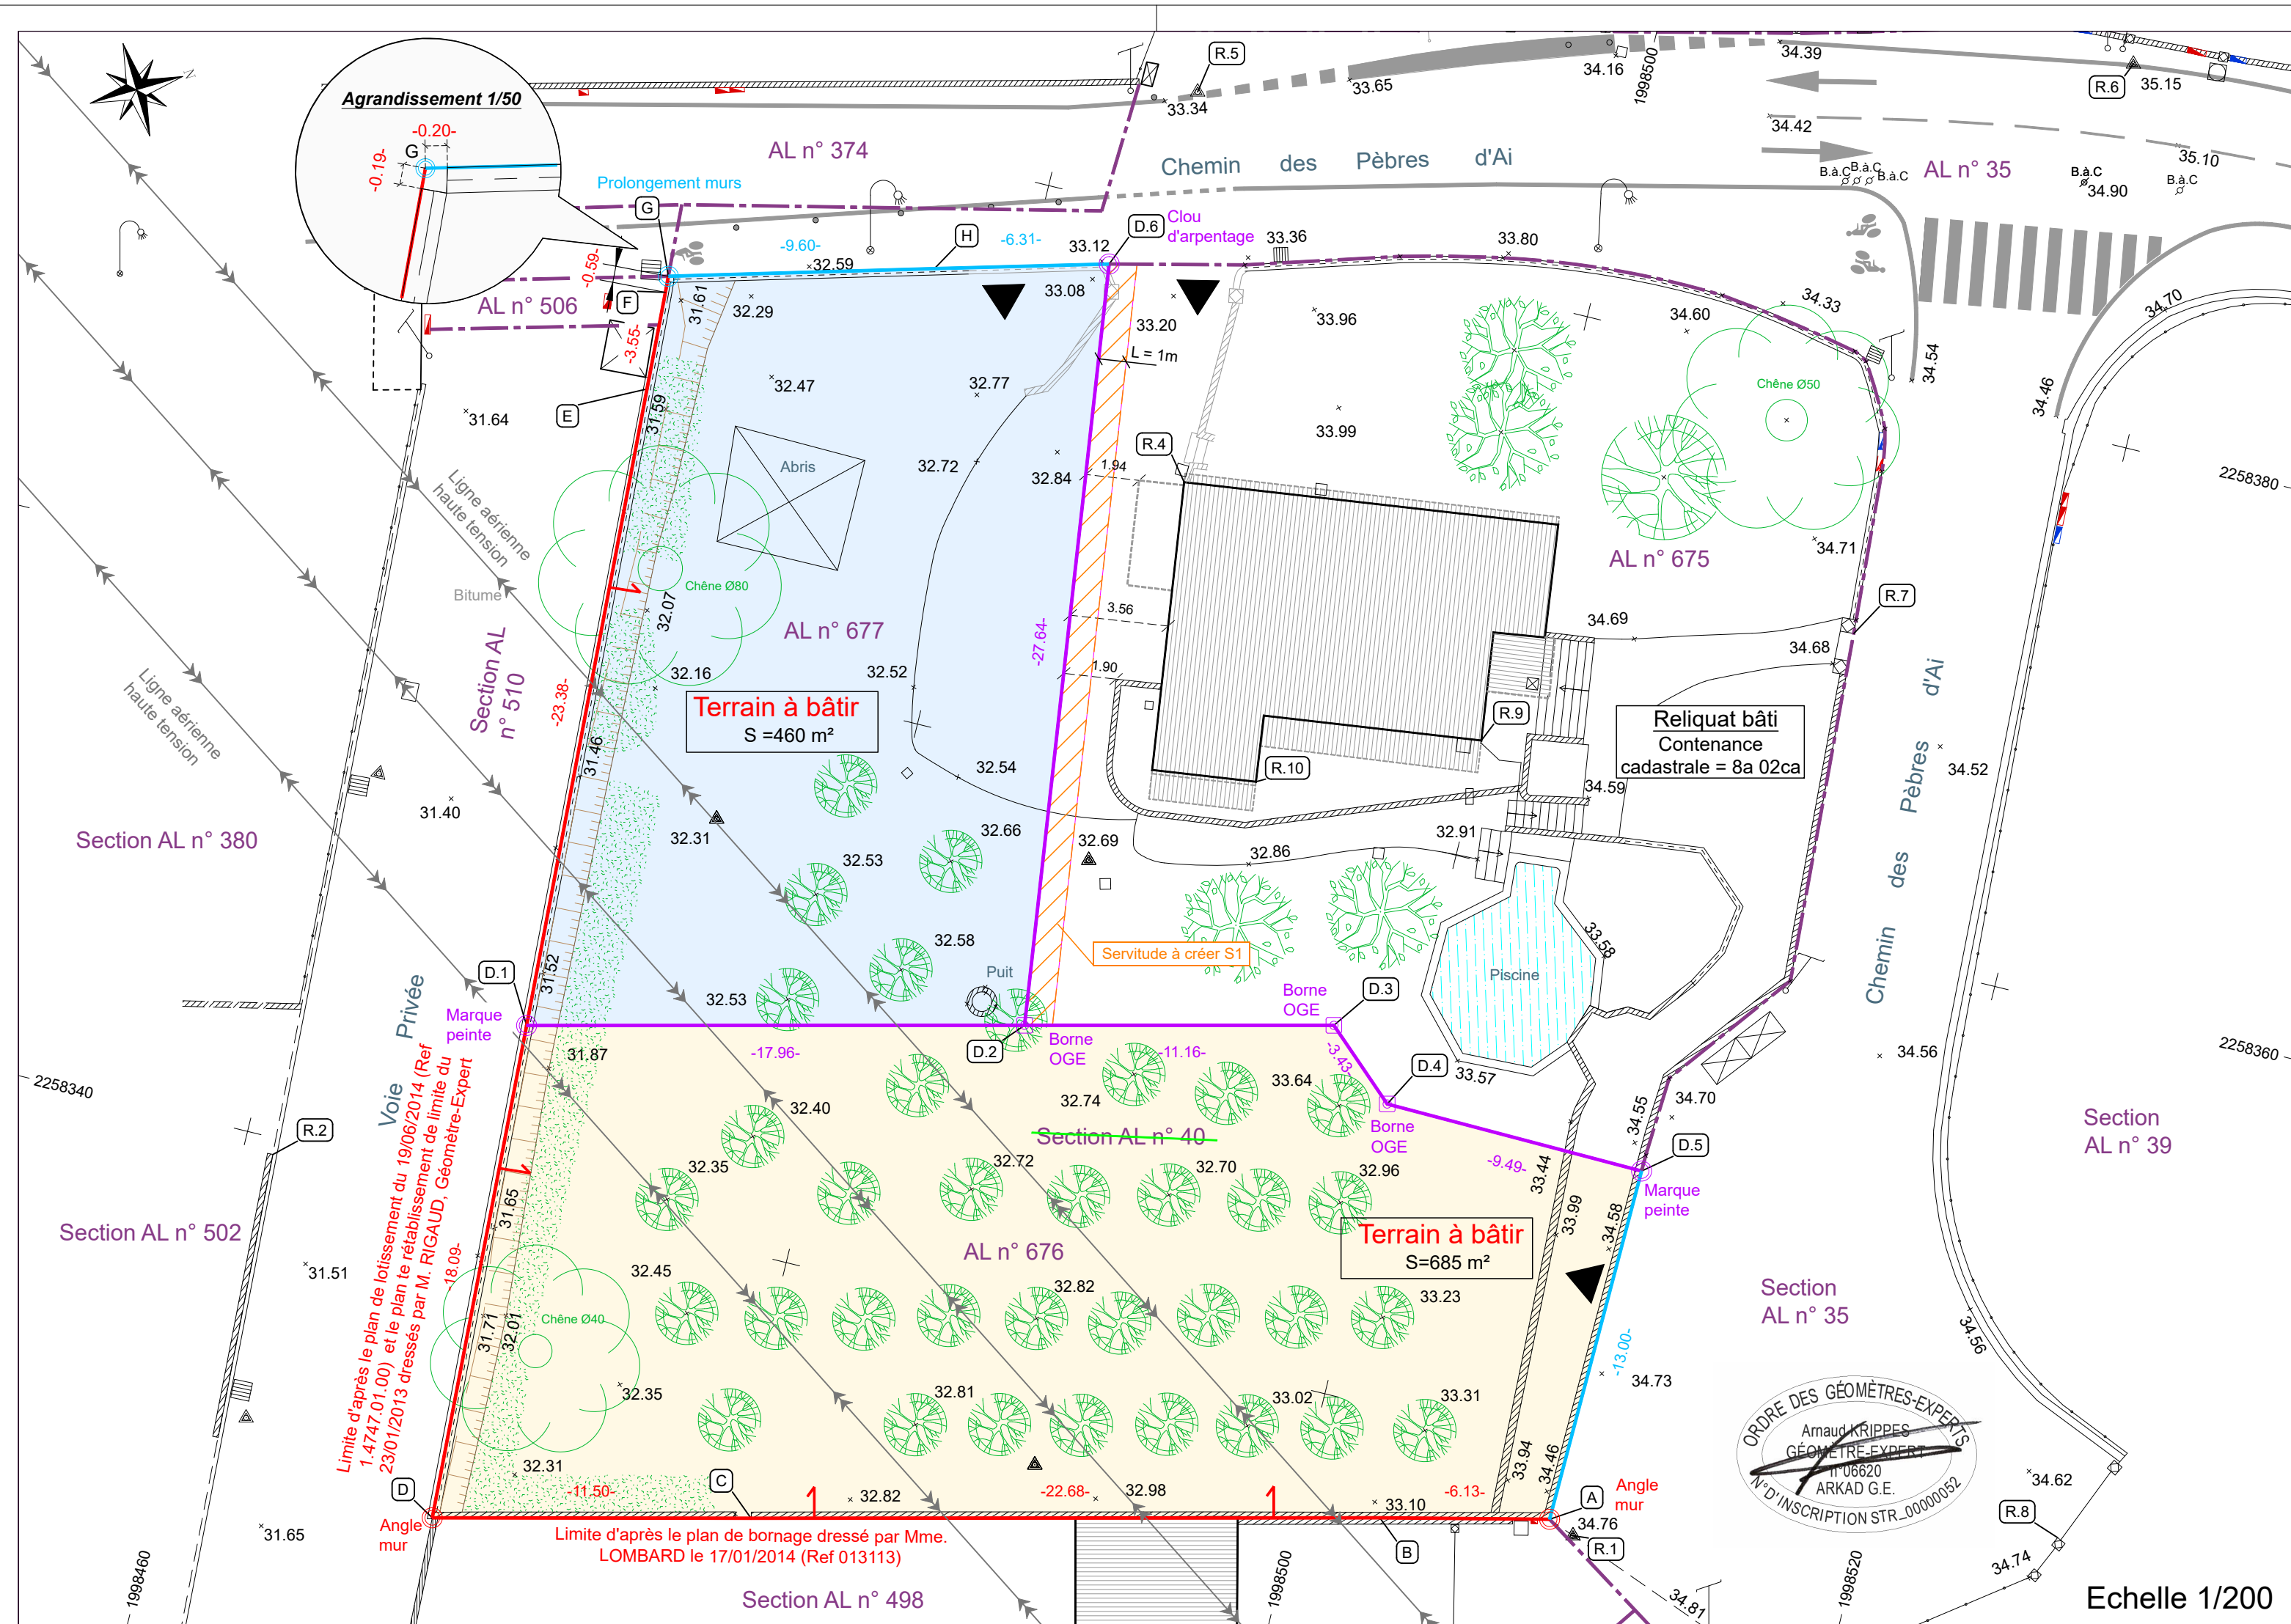 N
Agrandissement 1/50
-0.20-
G
-0.19-
AL n° 374
Prolongement murs
G
Chemin des Pèbres d'Ai
R.5
33.34
33.65
34.16
1998500
34.39
R.6
35.15
34.42
35.10
B.à.C
B.à.C
B.à.C
AL n° 35
B.à.C
34.90
B.à.C
-9.60-
-6.31-
H
33.12
D.6
Clou
d'arpentage
33.36
33.80
32.59
-0.59-
F
AL n° 506
31.61
32.29
33.08
33.20
33.96
34.60
34.33
34.70
-3.55-
L = 1m
34.54
34.46
E
31.64
31.59
32.47
32.77
33.99
Chêne Ø50
R.4
1.94
32.72
32.84
Abris
Ligne aérienne
haute tension
Bitume
Chêne Ø80
32.07
AL n° 677
3.56
-27.64-
34.71
AL n° 675
2258380
R.7
34.69
34.68
Section AL
n° 510
-23.38-
32.16
32.52
1.90
Ligne aérienne
haute tension
Terrain à bâtir
S =460 m²
R.9
R.10
Reliquat bâti
Contenance
cadastrale = 8a 02ca
Chemin des Pèbres d'Ai
34.52
31.46
32.54
34.59
31.40
32.31
32.66
32.69
32.91
32.86
Section AL n° 380
32.53
32.58
33.58
Servitude à créer S1
Puit
Piscine
D.1
31.52
32.53
Marque
peinte
Voie Privée
Borne
OGE
D.3
31.87
-17.96-
D.2
Borne
OGE
-11.16-
-3.43-
33.64
D.4
33.57
34.56
2258360
2258340
R.2
32.40
32.74
Borne
OGE
34.70
34.55
D.5
Section
AL n° 39
Section AL n° 40
32.35
32.72
32.70
32.96
-9.49-
33.44
Marque
peinte
31.65
33.99
34.58
Section AL n° 502
Terrain à bâtir
S=685 m²
AL n° 676
-18.09-
31.51
32.45
32.82
33.23
Section
AL n° 35
Chêne Ø40
31.71
32.01
-13.00-
34.56
Limite d'après le plan de lotissement du 19/06/2014 (Ref
1.4747.01.00) et le plan te rétablissement de limite du
23/01/2013 dressés par M. RIGAUD, Géomètre-Expert
32.35
32.81
33.02
33.31
34.73
ORDRE DES GÉOMÈTRES-EXPERTS
Arnaud KRIPPES
GÉOMÈTRE-EXPERT
n°06620
ARKAD G.E.
N°D'INSCRIPTION STR_00000052
32.31
33.94
34.46
34.62
D
-11.50-
C
32.82
-22.68-
32.98
33.10
-6.13-
A
Angle
mur
Angle
mur
31.65
Limite d'après le plan de bornage dressé par Mme.
LOMBARD le 17/01/2014 (Ref 013113)
B
34.76
R.1
R.8
34.74
1998460
Section AL n° 498
1998500
34.81
1998520
Echelle 1/200